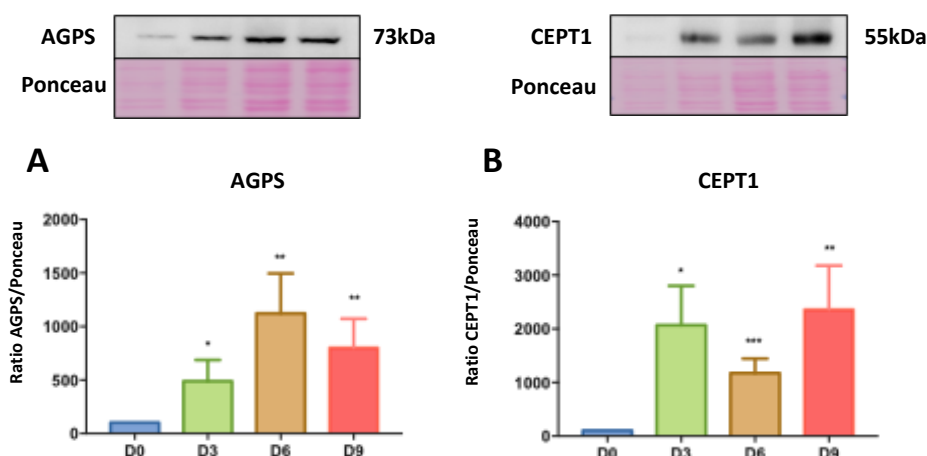 AGPS 73kDa
Ponceau
CEPT1 55kDa
Ponceau
A
AGPS
Ratio AGPS/Ponceau
2000
1500
1000
500
0
*
**
**
D0 D3 D6 D9
B
CEPT1
Ratio CEPT1/Ponceau
4000
3000
2000
1000
0
*
***
**
D0 D3 D6 D9